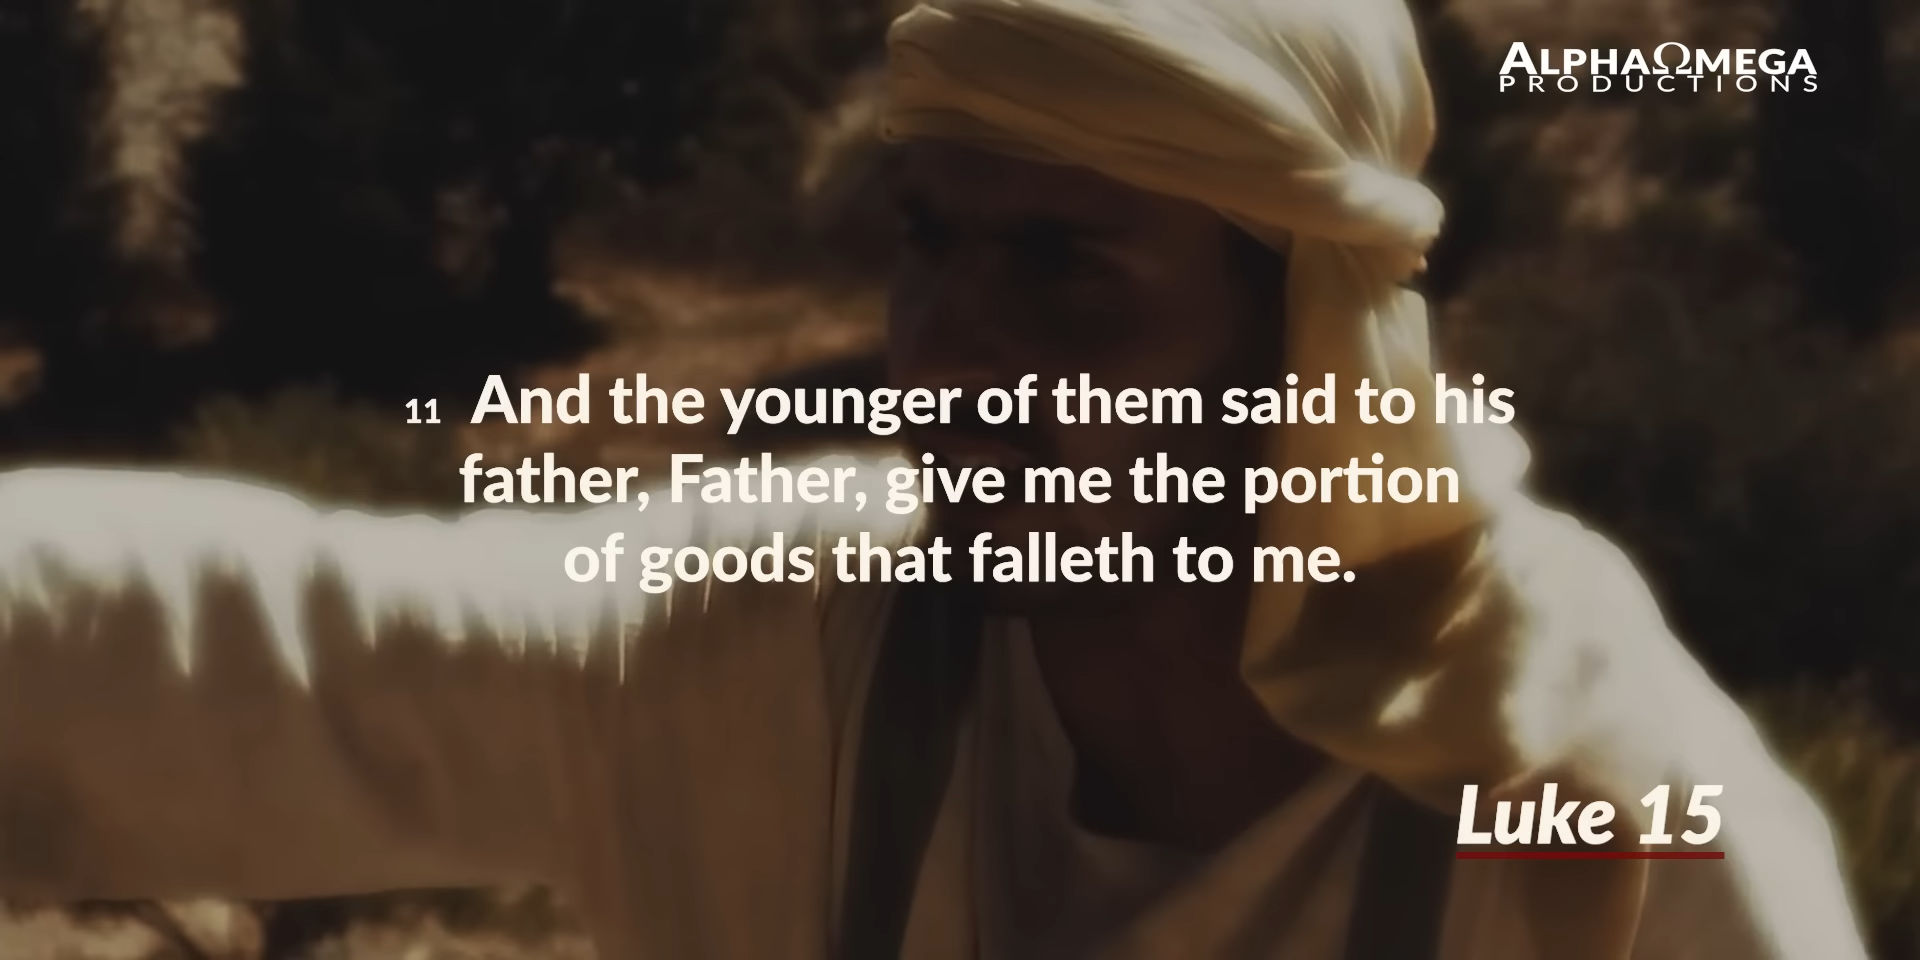 ALPHAΩMEGA
PRODUCTIONS
11 And the younger of them said to his
father, Father, give me the portion
of goods that falleth to me.
Luke 15